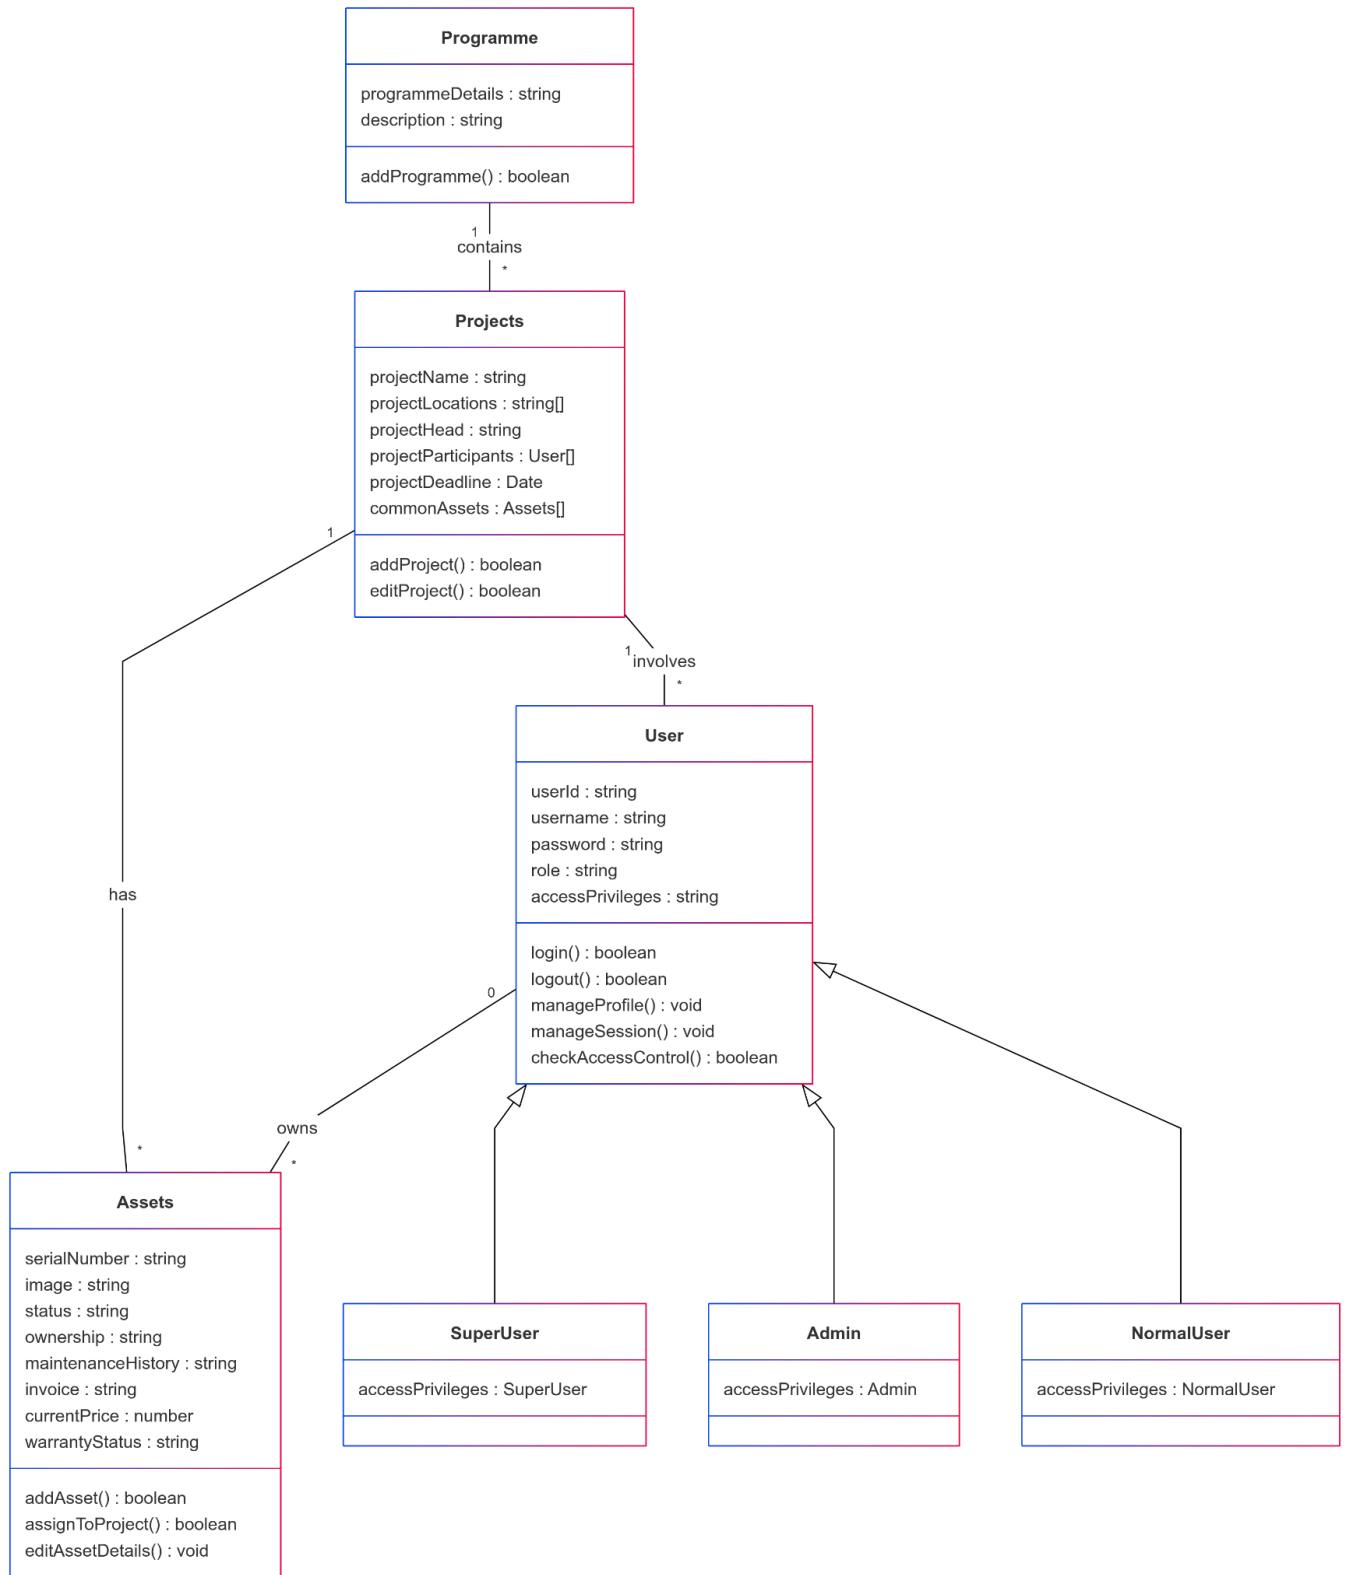 Programme
programmeDetails : string
description : string
addProgramme() : boolean
1
contains
*
Projects
projectName : string
projectLocations : string[]
projectHead : string
projectParticipants : User[]
projectDeadline : Date
commonAssets : Assets[]
1
addProject() : boolean
editProject() : boolean
1
involves
*
User
userId : string
username : string
password : string
role : string
accessPrivileges : string
has
login() : boolean
logout() : boolean
manageProfile() : void
manageSession() : void
checkAccessControl() : boolean
0
owns
*
*
Assets
serialNumber : string
image : string
status : string
ownership : string
maintenanceHistory : string
invoice : string
currentPrice : number
warrantyStatus : string
addAsset() : boolean
assignToProject() : boolean
editAssetDetails() : void
SuperUser
accessPrivileges : SuperUser
Admin
accessPrivileges : Admin
NormalUser
accessPrivileges : NormalUser